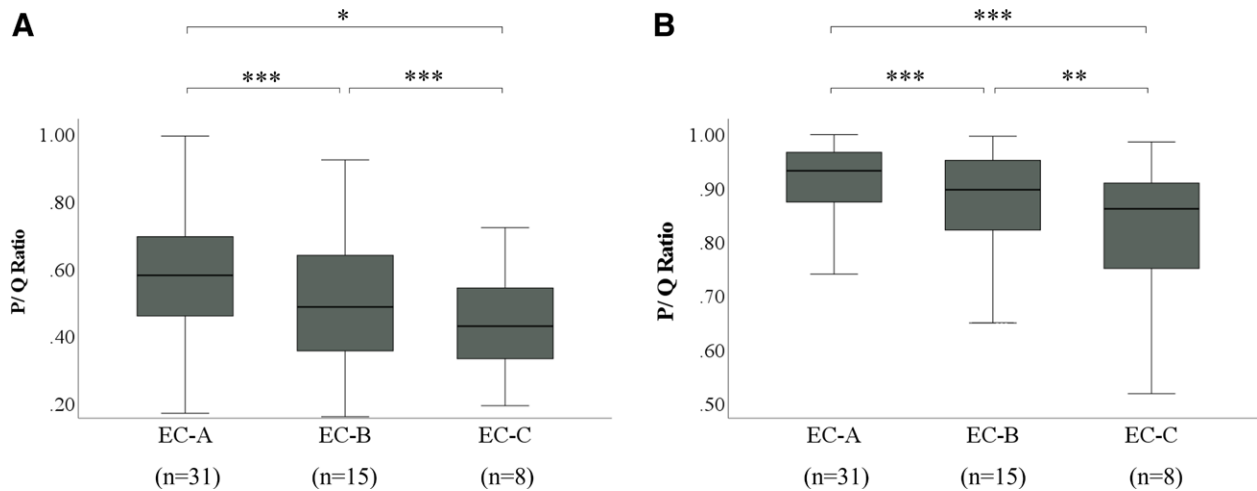 A
*
*** ***
P/ Q Ratio
1.00
.80
.60
.40
.20
EC-A EC-B EC-C
(n=31) (n=15) (n=8)
B
***
*** **
P/ Q Ratio
1.00
.90
.80
.70
.60
.50
EC-A EC-B EC-C
(n=31) (n=15) (n=8)